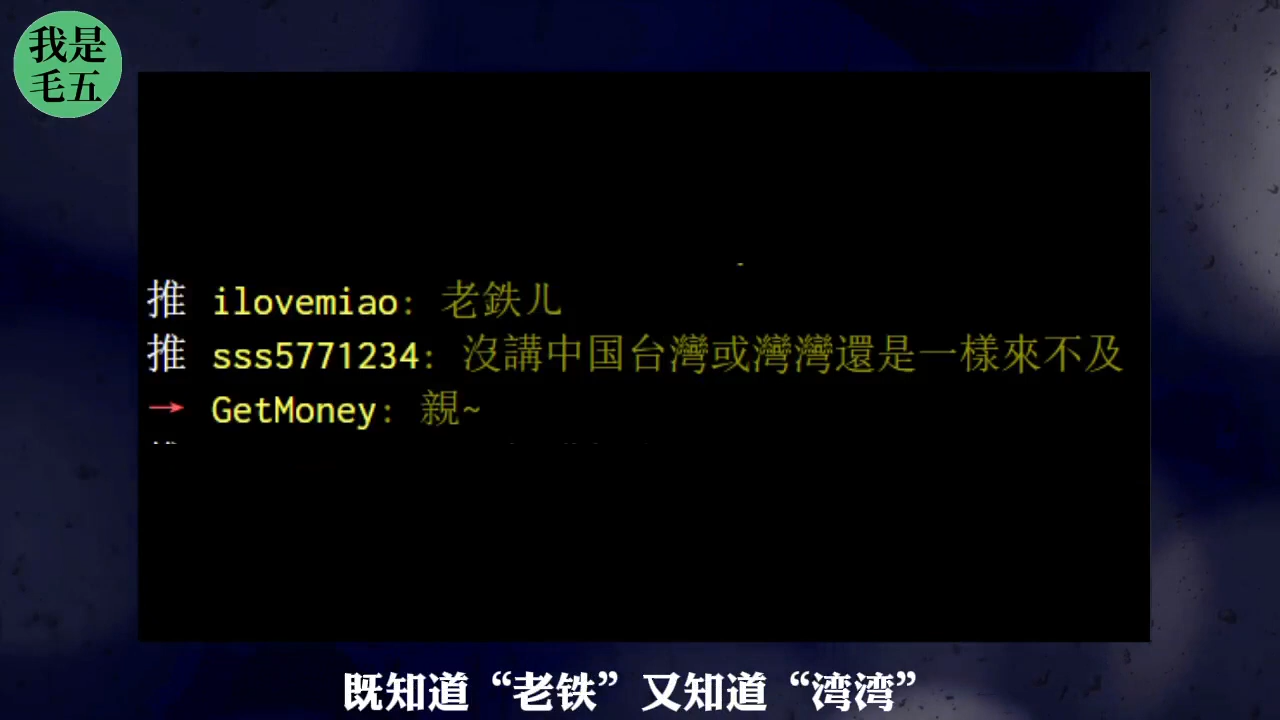 我是
毛五
推 ilovemiao: 老鉄儿
推 sss5771234: 沒講中国台灣或灣灣還是一樣來不及
→ GetMoney: 親~
既知道“老铁”又知道“湾湾”